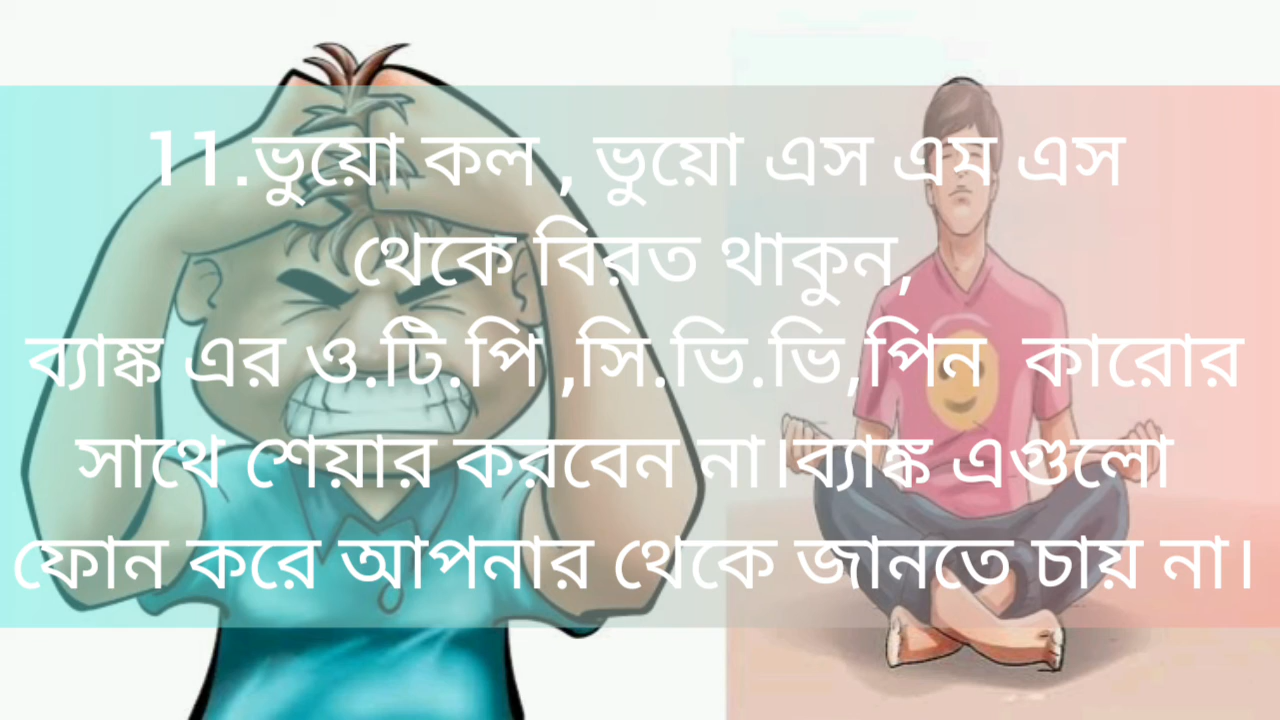 11.ভুয়ো কল , ভুয়ো এস এম এস
থেকে বিরত থাকুন,
ব্যাঙ্ক এর ও.টি.পি ,সি.ভি.ভি,পিন কারোর
সাথে শেয়ার করবেন না।ব্যাঙ্ক এগুলো
ফোন করে আপনার থেকে জানতে চায় না।